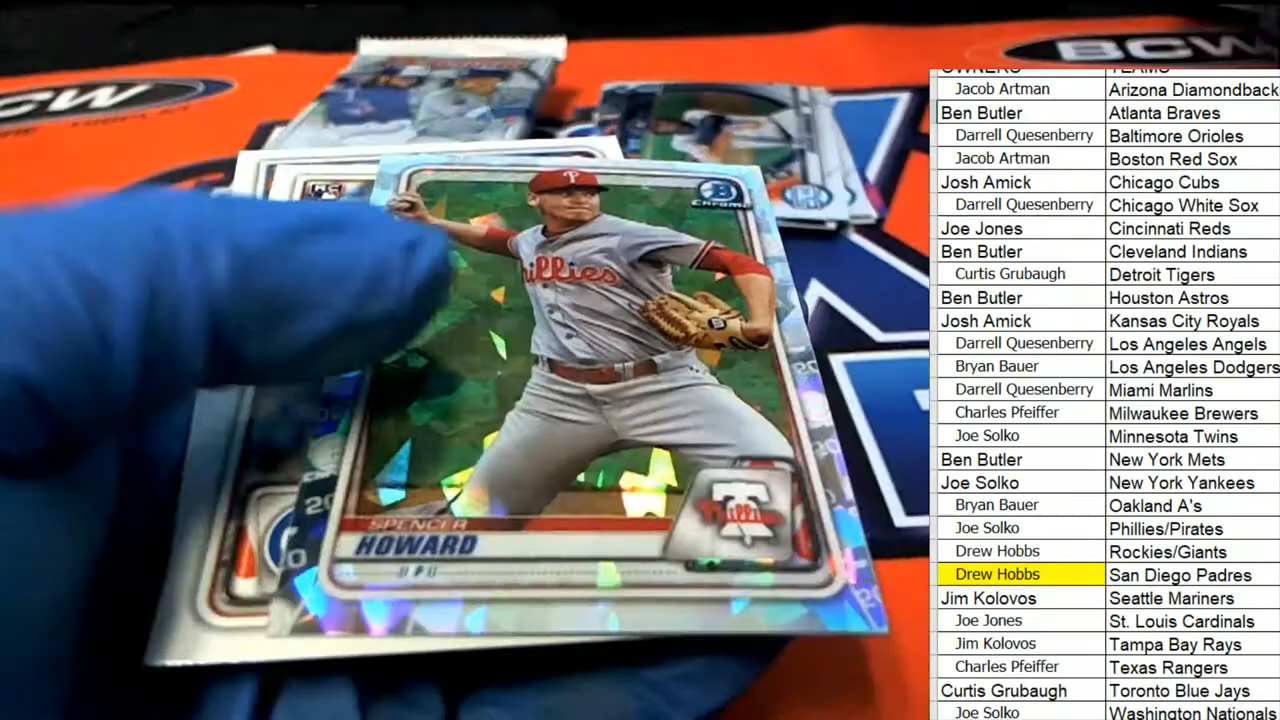 BCW
BCW
OWNERS TEAMS
Jacob Artman Arizona Diamondback
Ben Butler Atlanta Braves
Darrell Quesenberry Baltimore Orioles
Jacob Artman Boston Red Sox
Josh Amick Chicago Cubs
Darrell Quesenberry Chicago White Sox
Joe Jones Cincinnati Reds
Ben Butler Cleveland Indians
Curtis Grubaugh Detroit Tigers
Ben Butler Houston Astros
Josh Amick Kansas City Royals
Darrell Quesenberry Los Angeles Angels
Bryan Bauer Los Angeles Dodgers
Darrell Quesenberry Miami Marlins
Charles Pfeiffer Milwaukee Brewers
Joe Solko Minnesota Twins
Ben Butler New York Mets
Joe Solko New York Yankees
Bryan Bauer Oakland A's
Joe Solko Phillies/Pirates
Drew Hobbs Rockies/Giants
Drew Hobbs San Diego Padres
Jim Kolovos Seattle Mariners
Joe Jones St. Louis Cardinals
Jim Kolovos Tampa Bay Rays
Charles Pfeiffer Texas Rangers
Curtis Grubaugh Toronto Blue Jays
Joe Solko Washington Nationals
B
CHROME
P
hillies
Phillies
SPENCER
HOWARD